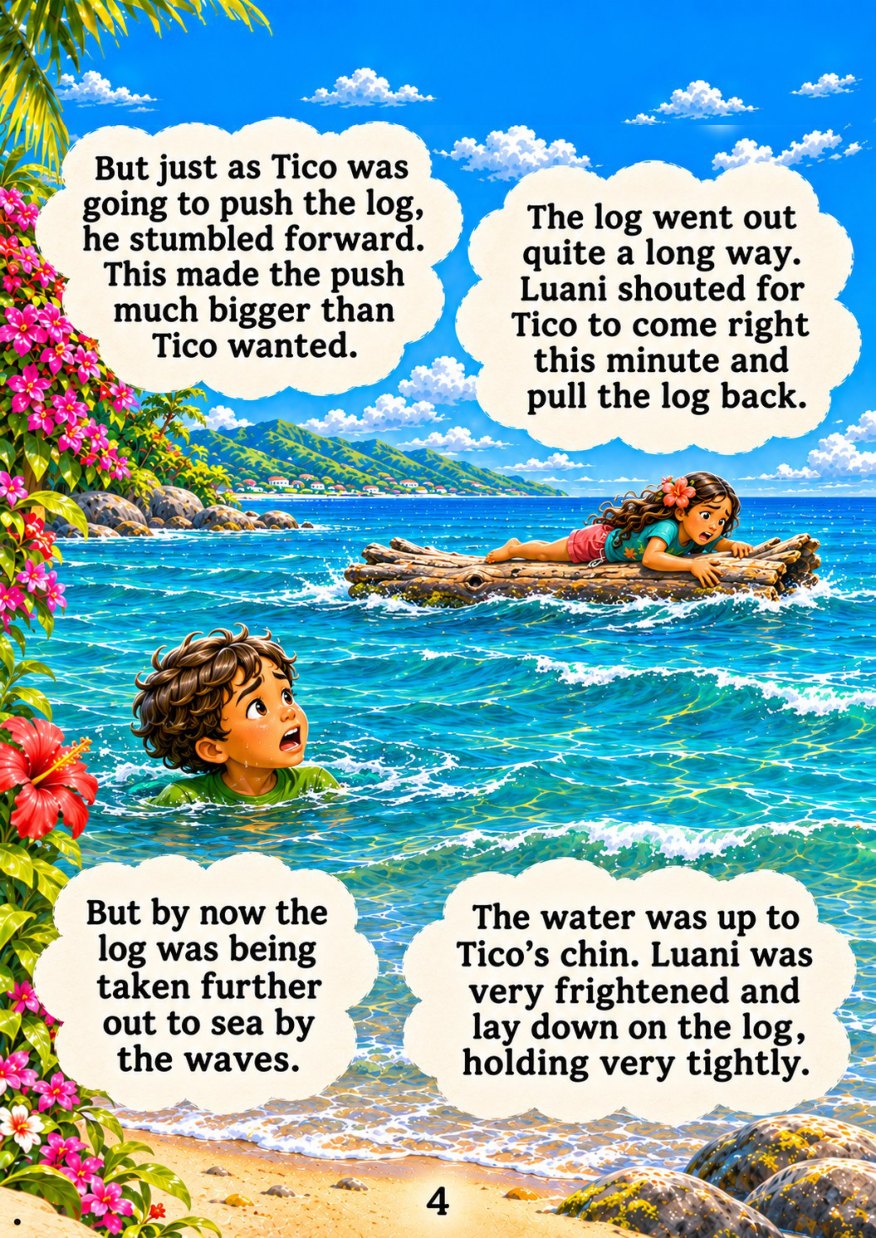 But just as Tico was
going to push the log,
he stumbled forward.
This made the push
much bigger than
Tico wanted.
The log went out
quite a long way.
Luani shouted for
Tico to come right
this minute and
pull the log back.
But by now the
log was being
taken further
out to sea by
the waves.
The water was up to
Tico’s chin. Luani was
very frightened and
lay down on the log,
holding very tightly.
4